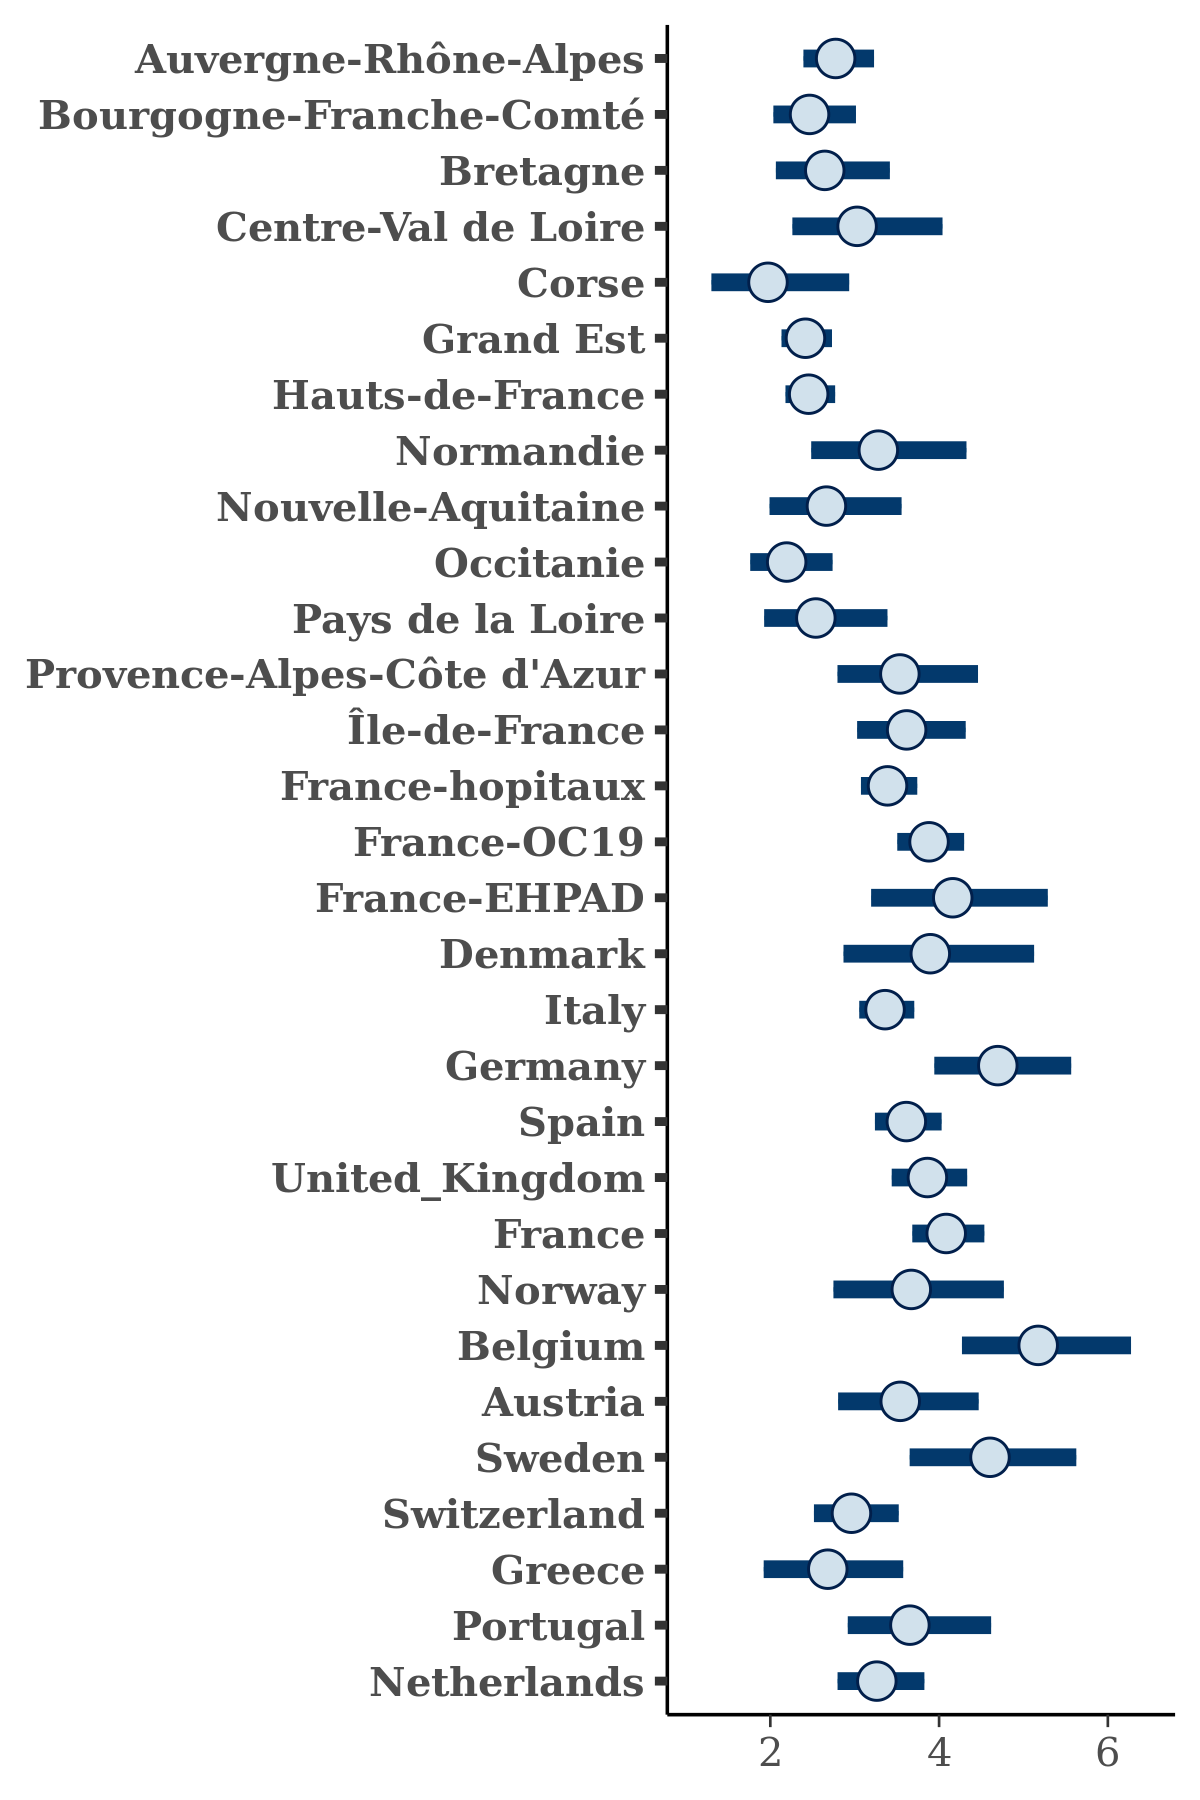 Auvergne-Rhône-Alpes
Bourgogne-Franche-Comté
Bretagne
Centre-Val de Loire
Corse
Grand Est
Hauts-de-France
Normandie
Nouvelle-Aquitaine
Occitanie
Pays de la Loire
Provence-Alpes-Côte d'Azur
Île-de-France
France-hopitaux
France-OC19
France-EHPAD
Denmark
Italy
Germany
Spain
United_Kingdom
France
Norway
Belgium
Austria
Sweden
Switzerland
Greece
Portugal
Netherlands
2 4 6